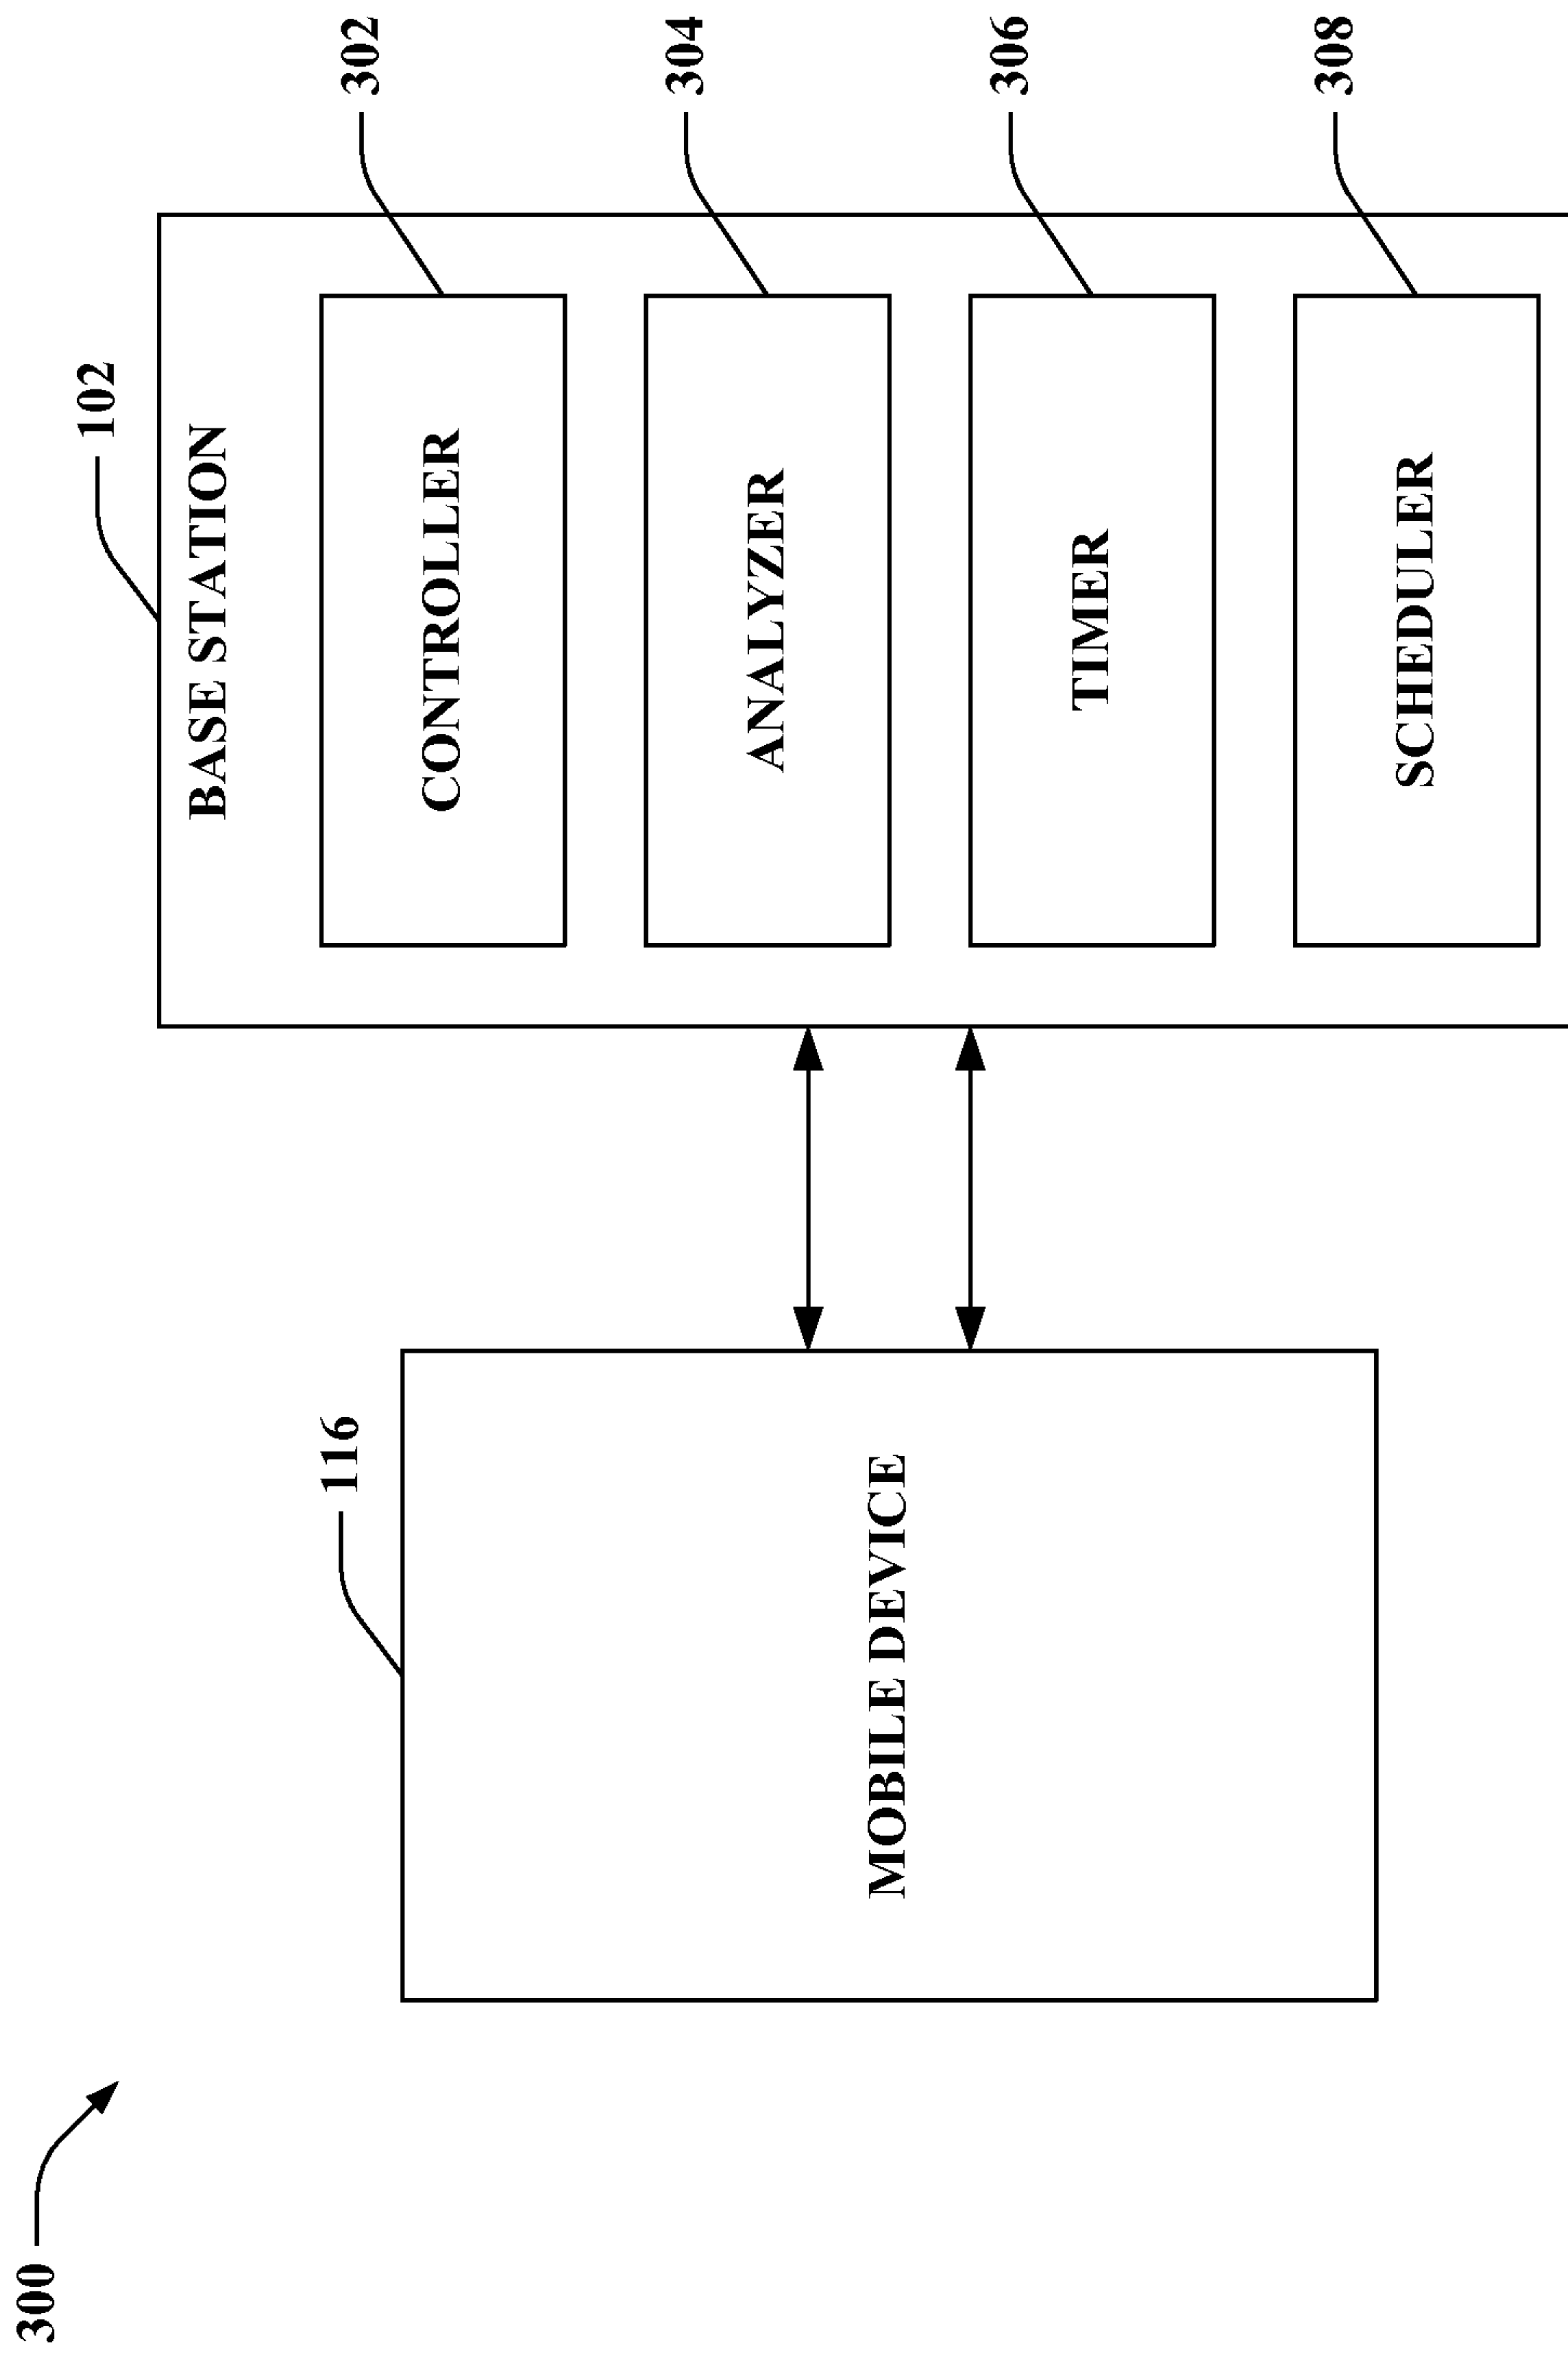 300
116
MOBILE DEVICE
102
BASE STATION
CONTROLLER
302
ANALYZER
304
TIMER
306
SCHEDULER
308